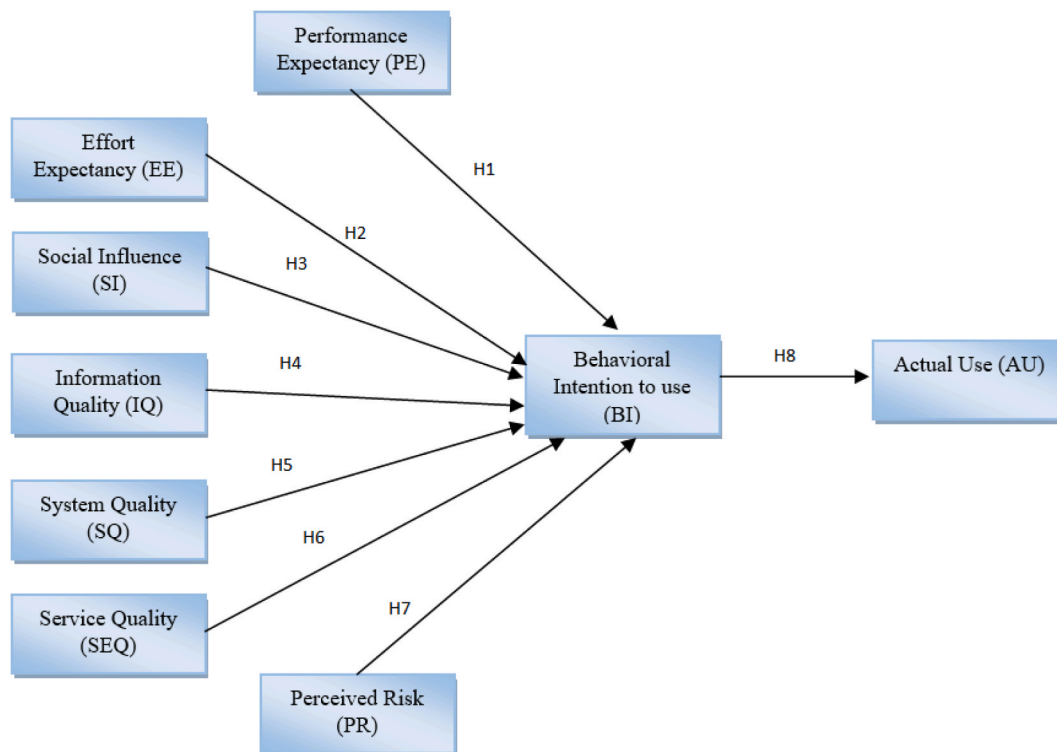 Performance
Expectancy (PE)
H1
Effort
Expectancy (EE)
H2
Social Influence
(SI)
H3
Information
Quality (IQ)
H4
Behavioral
Intention to use
(BI)
H8
Actual Use (AU)
System Quality
(SQ)
H5
Service Quality
(SEQ)
H6
H7
Perceived Risk
(PR)